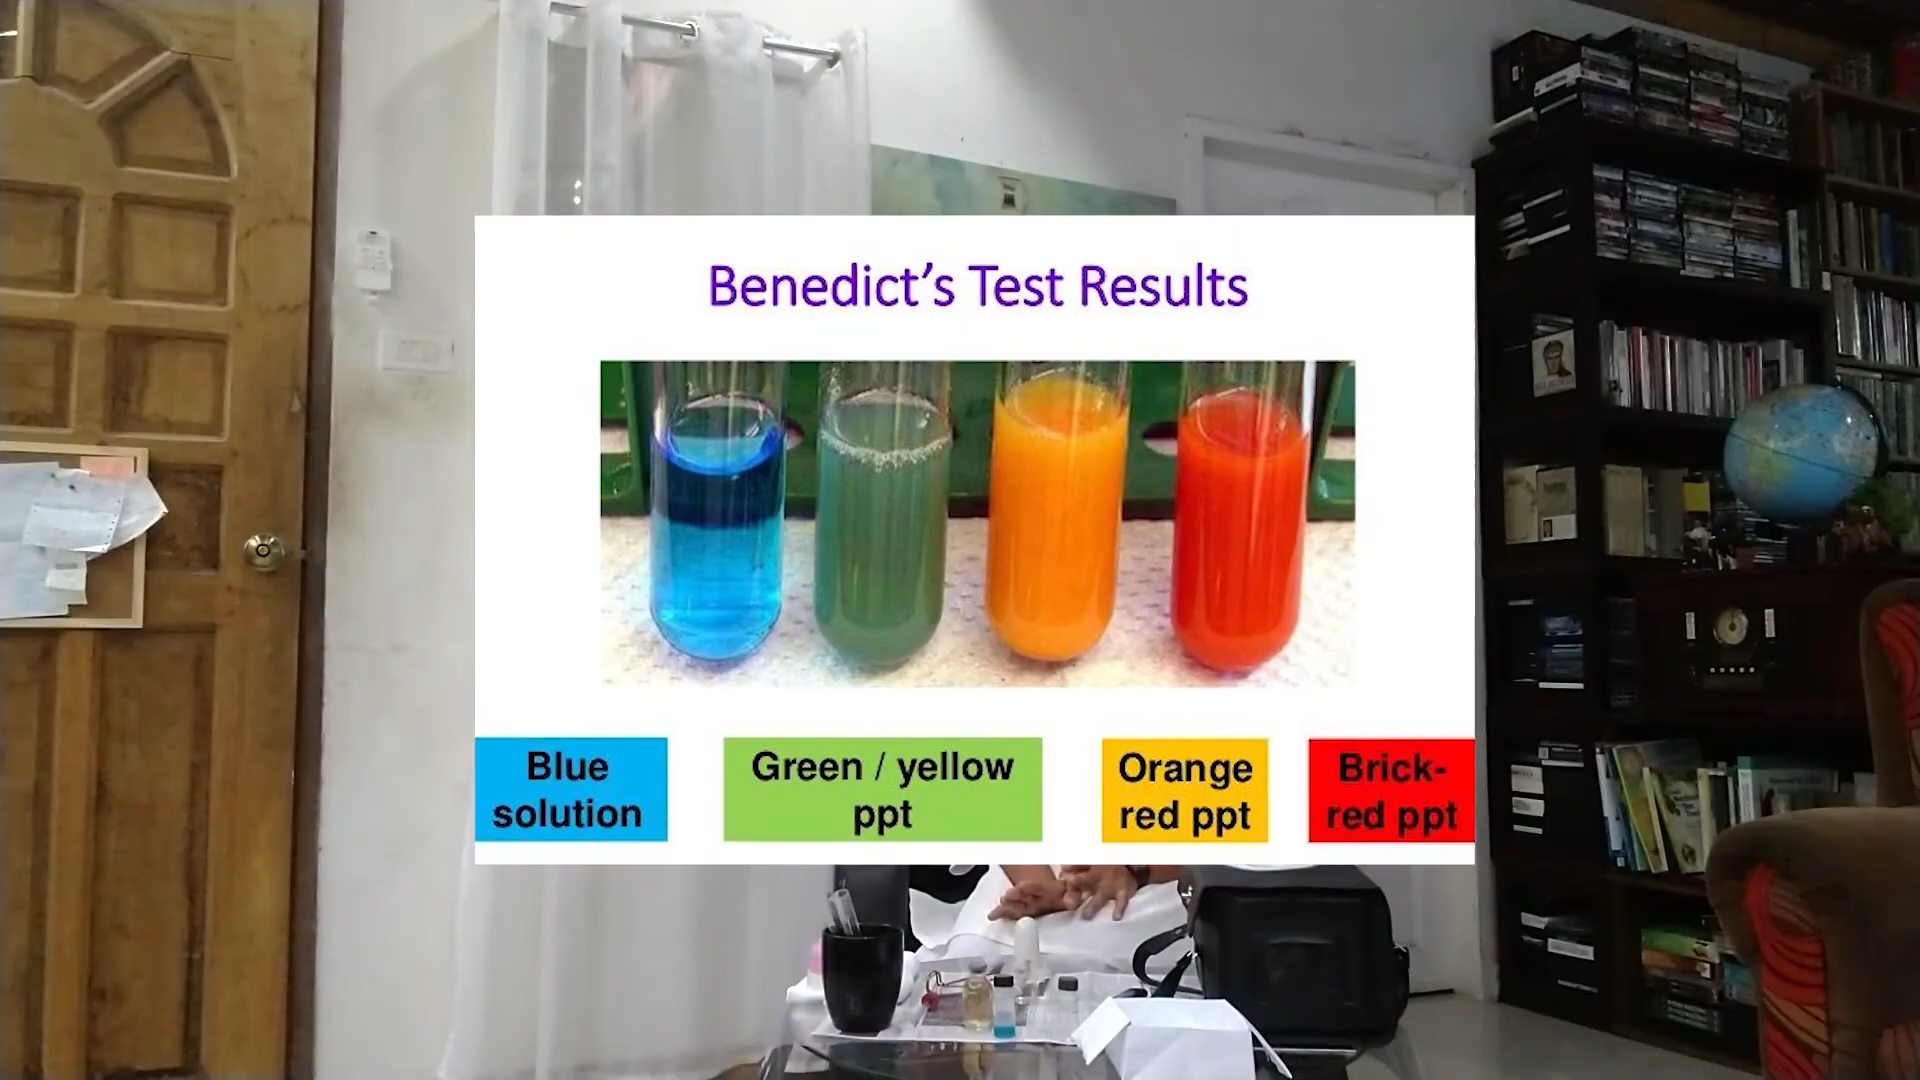 Benedict's Test Results
Blue
solution
Green / yellow
ppt
Orange
red ppt
Brick-
red ppt